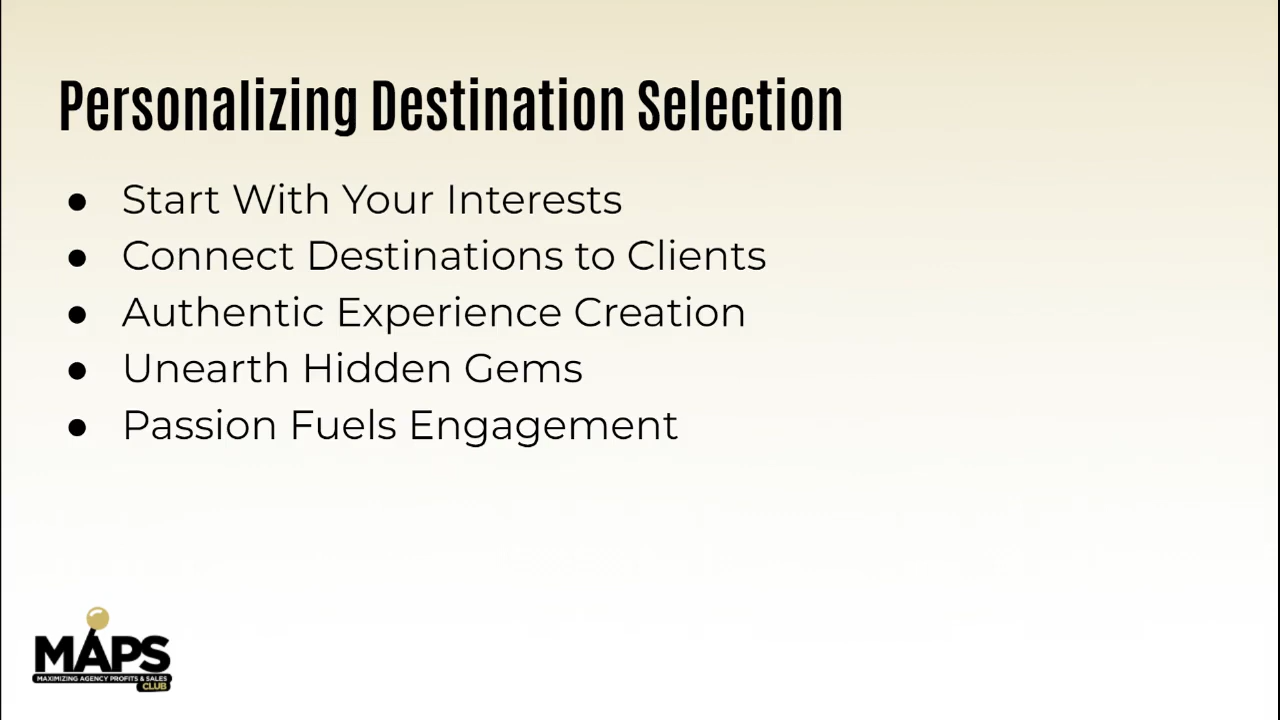 Personalizing Destination Selection
● Start With Your Interests
● Connect Destinations to Clients
● Authentic Experience Creation
● Unearth Hidden Gems
● Passion Fuels Engagement
MAPS
MAXIMIZING AGENCY PROFITS & SALES
CLUB